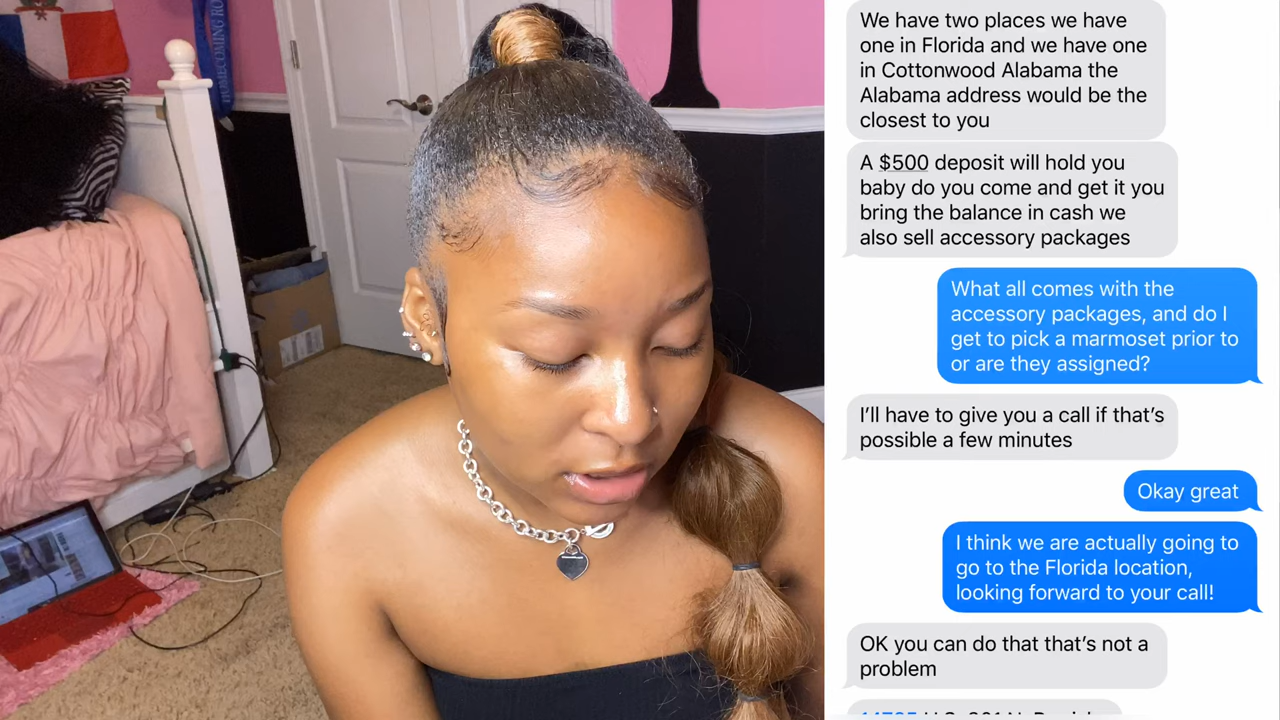 HOMECOMING RO
We have two places we have
one in Florida and we have one
in Cottonwood Alabama the
Alabama address would be the
closest to you
A $500 deposit will hold you
baby do you come and get it you
bring the balance in cash we
also sell accessory packages
What all comes with the
accessory packages, and do I
get to pick a marmoset prior to
or are they assigned?
I'll have to give you a call if that's
possible a few minutes
Okay great
I think we are actually going to
go to the Florida location,
looking forward to your call!
OK you can do that that's not a
problem